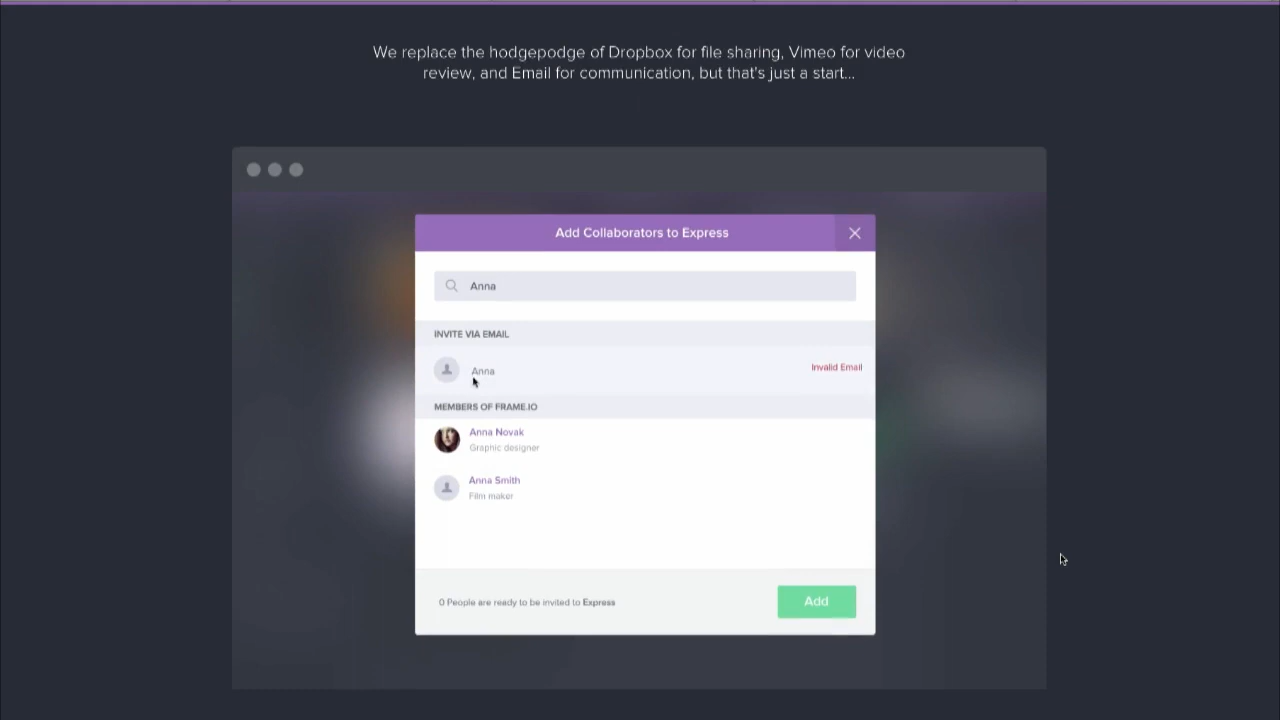 We replace the hodgepodge of Dropbox for file sharing, Vimeo for video
review, and Email for communication, but that's just a start...
Add Collaborators to Express
Anna
INVITE VIA EMAIL
Anna
Invalid Email
MEMBERS OF FRAME.IO
Anna Novak
Graphic designer
Anna Smith
Film maker
0 People are ready to be invited to Express
Add